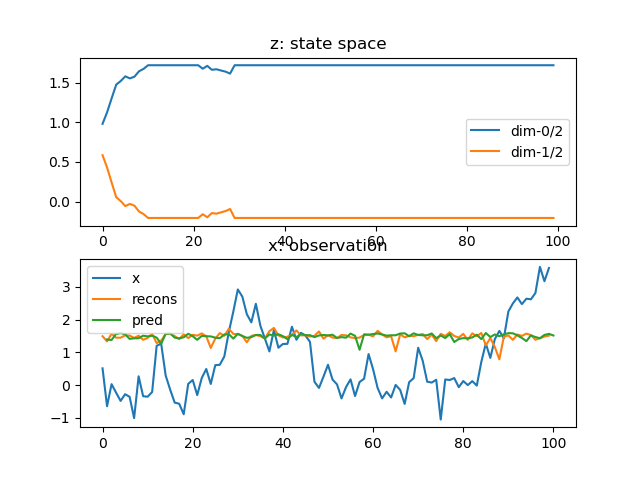 z: state space
1.5
1.0
0.5
0.0
dim-0/2
dim-1/2
0 20 40 60 80 100
x: observation
3
2
1
0
−1
x
recons
pred
0 20 40 60 80 100